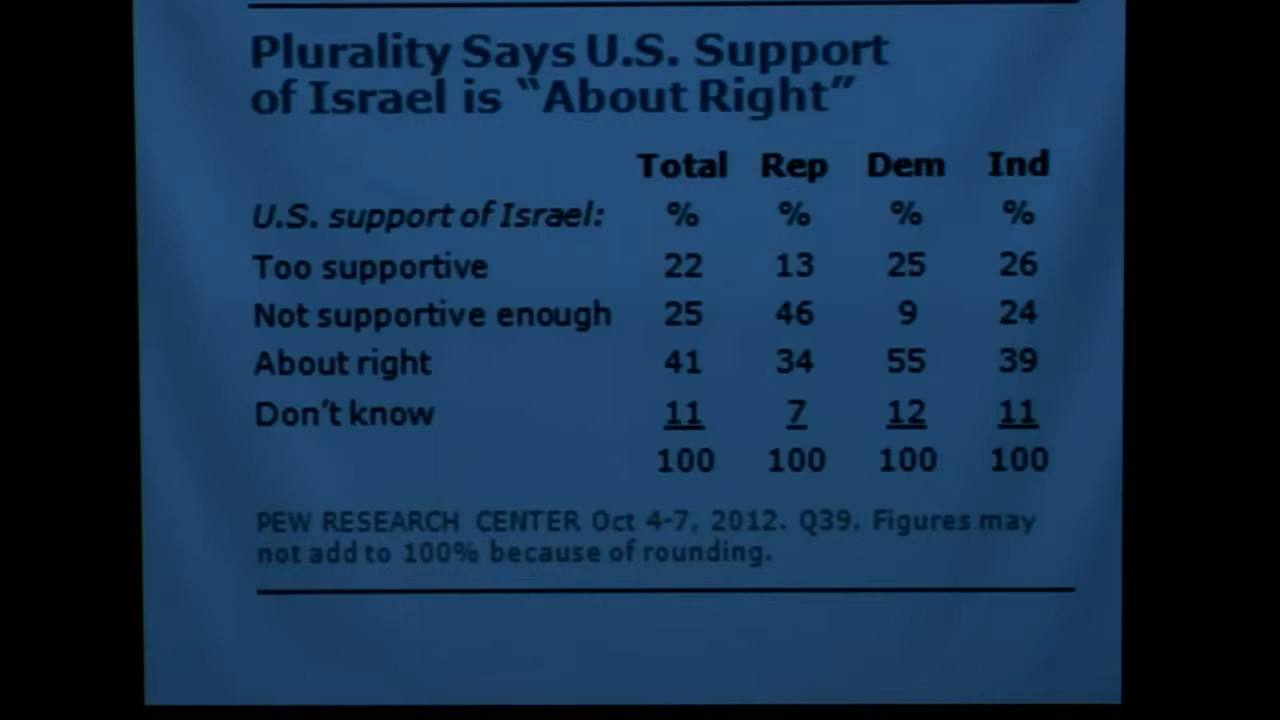 Plurality Says U.S. Support
of Israel is “About Right”
Total Rep Dem Ind
U.S. support of Israel: % % % %
Too supportive 22 13 25 26
Not supportive enough 25 46 9 24
About right 41 34 55 39
Don’t know 11 7 12 11
100 100 100 100
PEW RESEARCH CENTER Oct 4-7, 2012. Q39. Figures may
not add to 100% because of rounding.